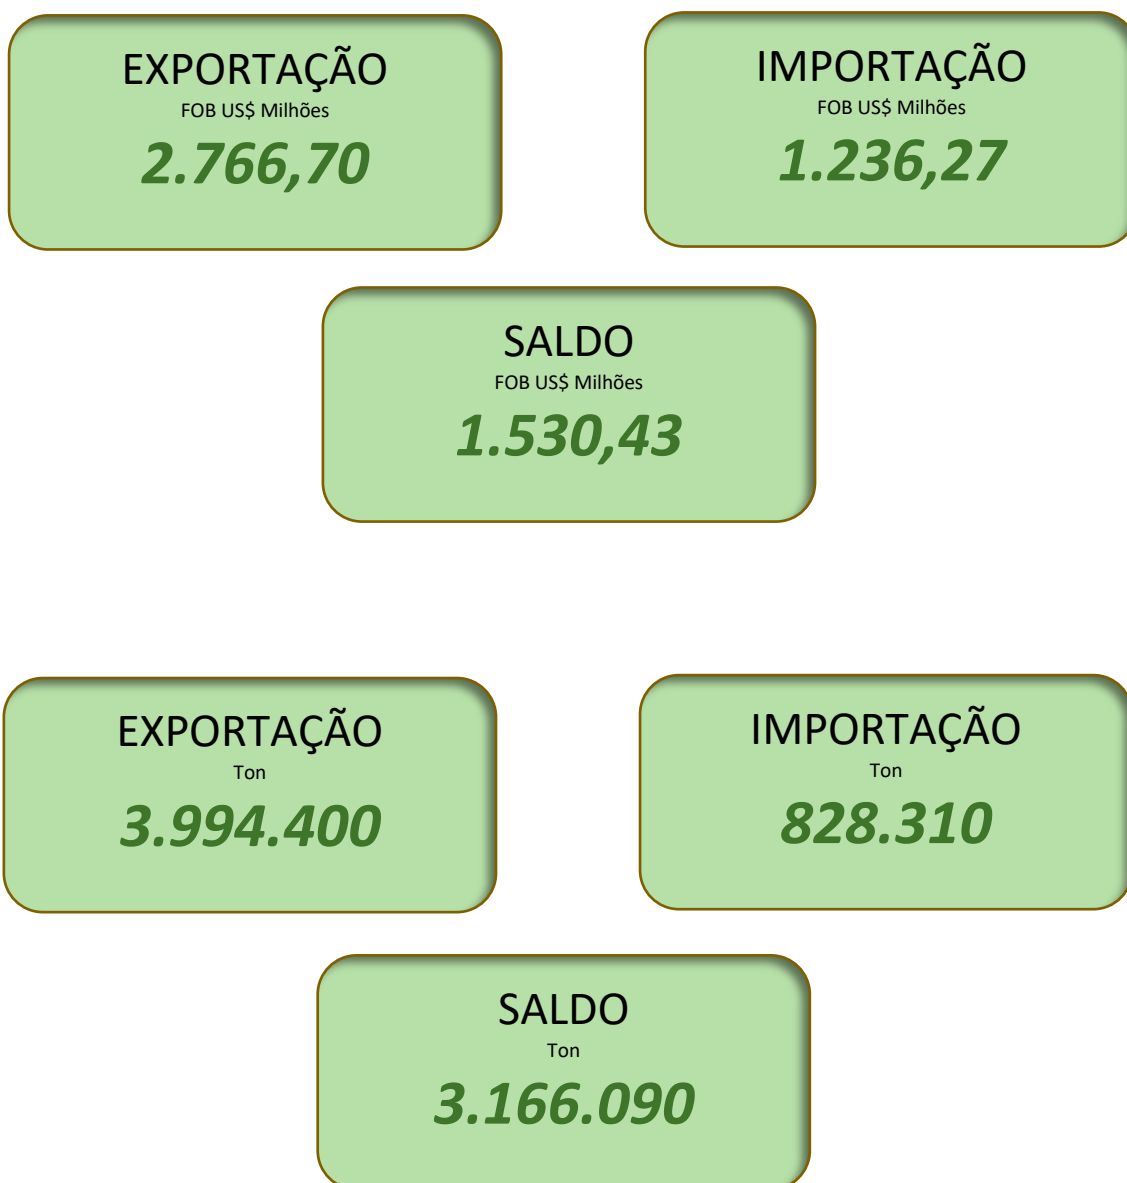 EXPORTAÇÃO
FOB US$ Milhões
2.766,70
IMPORTAÇÃO
FOB US$ Milhões
1.236,27
SALDO
FOB US$ Milhões
1.530,43
EXPORTAÇÃO
Ton
3.994.400
IMPORTAÇÃO
Ton
828.310
SALDO
Ton
3.166.090